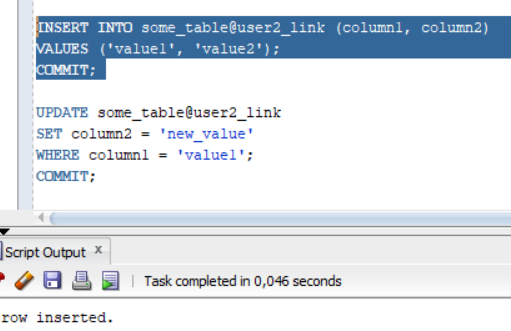 INSERT INTO some_table@user2_link (column1, column2)
VALUES ('value1', 'value2');
COMMIT;
UPDATE some_table@user2_link
SET column2 = 'new_value'
WHERE column1 = 'value1';
COMMIT;
Script Output x
Task completed in 0,046 seconds
row inserted.